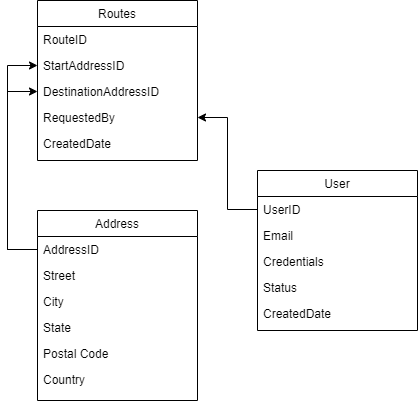 Routes
RouteID
StartAddressID
DestinationAddressID
RequestedBy
CreatedDate
User
UserID
Email
Credentials
Status
CreatedDate
Address
AddressID
Street
City
State
Postal Code
Country